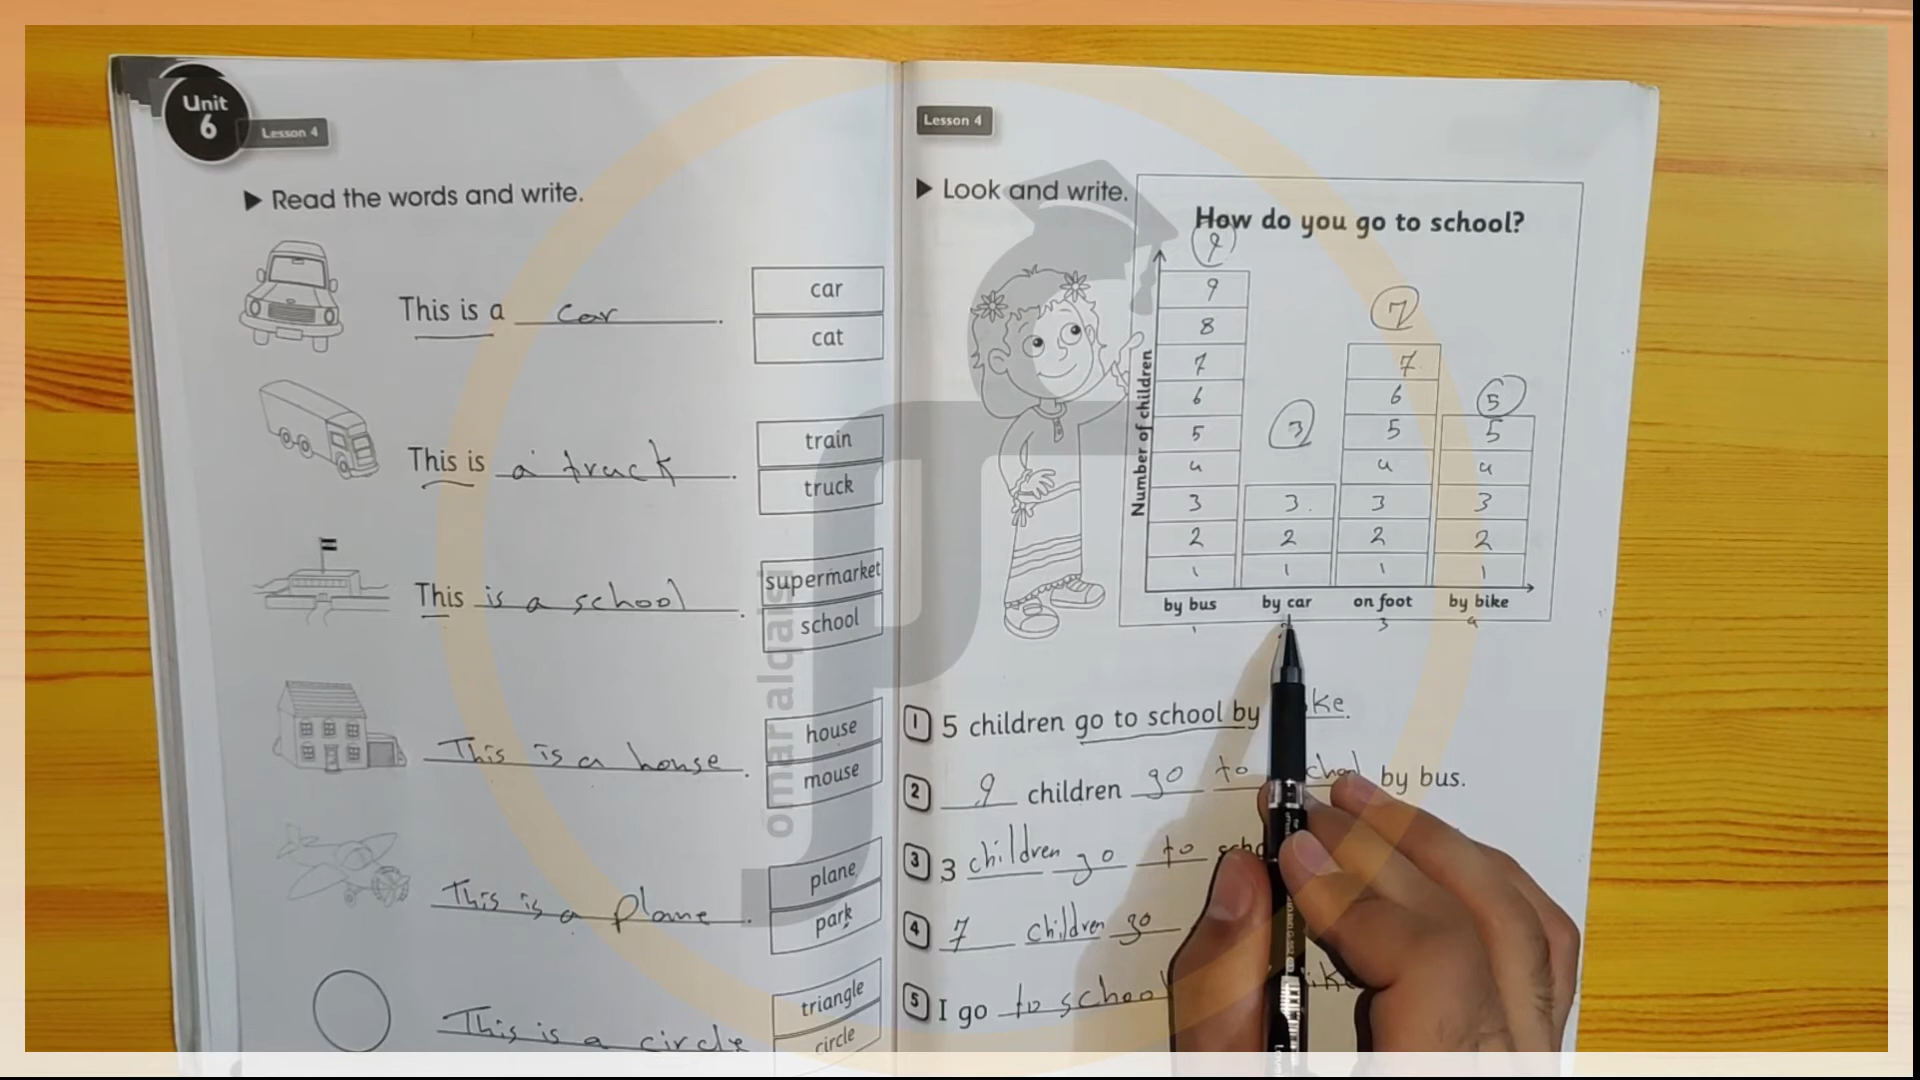 Unit
6
Lesson 4
Read the words and write.
This is a car .
car
cat
This is a truck .
train
truck
This is a school .
supermarket
school
This is a house .
house
mouse
This is a plane .
plane
park
This is a circle
triangle
circle
Lesson 4
Look and write.
How do you go to school?
Number of children
9
9
8
7
6
5
4
3
2
1
3
3
2
1
7
7
6
5
4
3
2
1
5
5
4
3
2
1
by bus by car on foot by bike
1 3 4
1 5 children go to school by
2 9 children go to by bus.
3 3 children go to
4 7 children go
5 I go to school
omaralqaisi